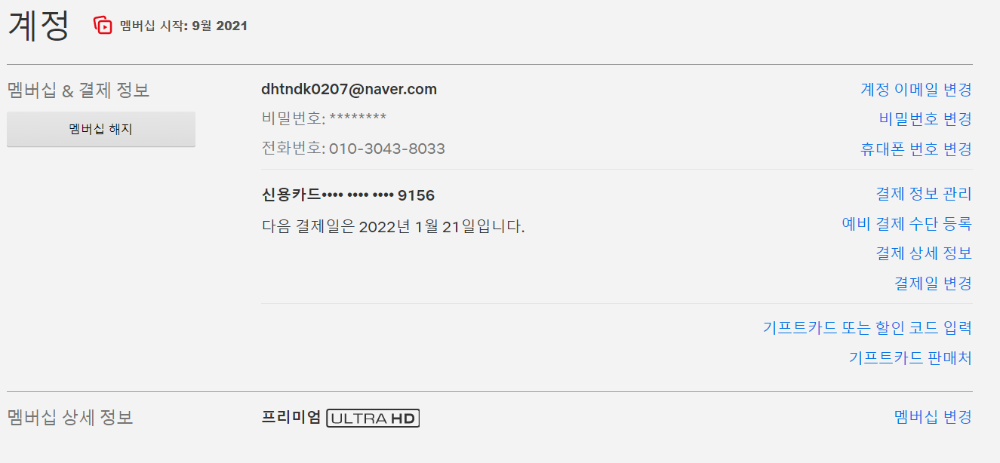 계정 멤버십 시작: 9월 2021
멤버십 & 결제 정보 dhtndk0207@naver.com 계정 이메일 변경
멤버십 해지 비밀번호: ******** 비밀번호 변경
전화번호: 010-3043-8033 휴대폰 번호 변경
신용카드•••• •••• •••• 9156 결제 정보 관리
다음 결제일은 2022년 1월 21일입니다. 예비 결제 수단 등록
결제 상세 정보
결제일 변경
기프트카드 또는 할인 코드 입력
기프트카드 판매처
멤버십 상세 정보 프리미엄 ULTRA HD 멤버십 변경